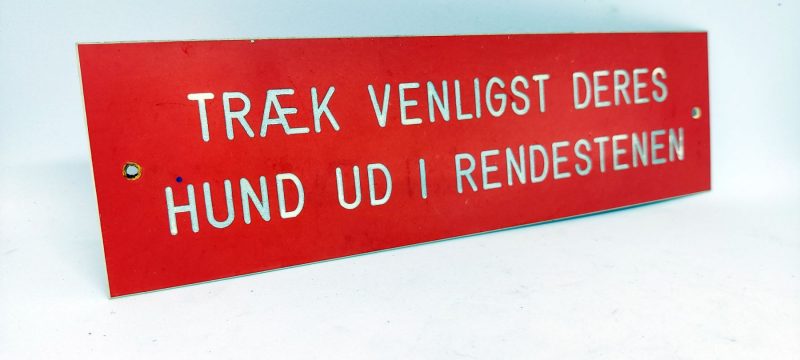 TRÆK VENLIGST DERES
HUND UD I RENDESTENEN